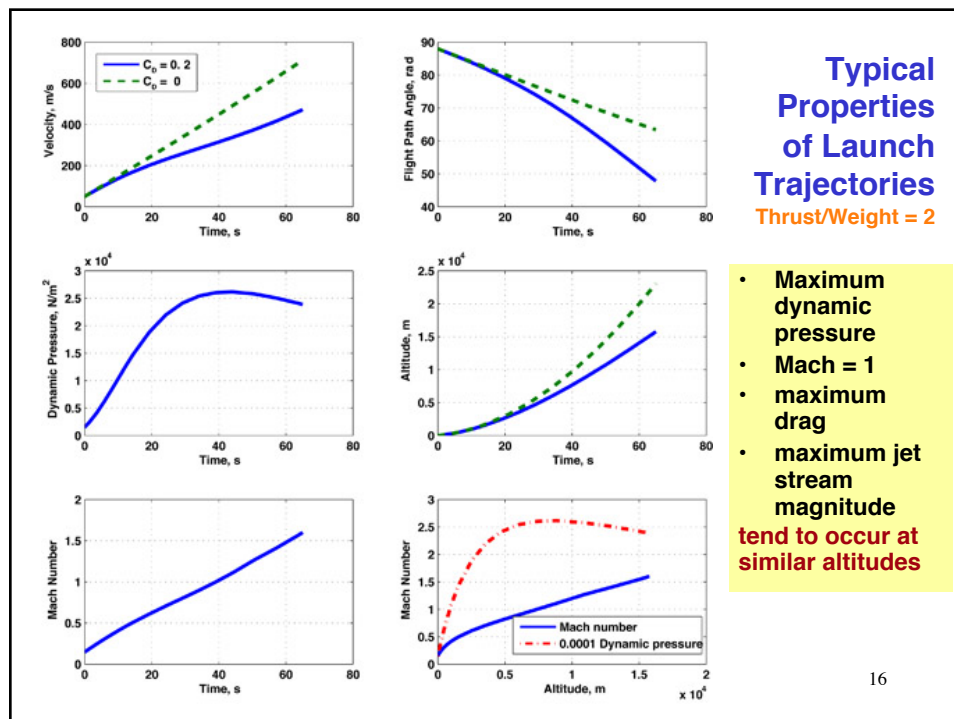 800
600
400
200
0
0
20
40
60
80
Velocity, m/s
Time, s
C_D = 0. 2
C_D = 0
90
80
70
60
50
40
0
20
40
60
80
Flight Path Angle, rad
Time, s
Typical
Properties
of Launch
Trajectories
Thrust/Weight = 2
x 10^4
3
2.5
2
1.5
1
0.5
0
0
20
40
60
80
Dynamic Pressure, N/m²
Time, s
x 10^4
2.5
2
1.5
1
0.5
0
0
20
40
60
80
Altitude, m
Time, s
• Maximum
dynamic
pressure
• Mach = 1
• maximum
drag
• maximum jet
stream
magnitude
tend to occur at
similar altitudes
2
1.5
1
0.5
0
0
20
40
60
80
Mach Number
Time, s
3
2.5
2
1.5
1
0.5
0
0
0.5
1
1.5
2
x 10^4
Mach Number
Altitude, m
Mach number
0.0001 Dynamic pressure
16